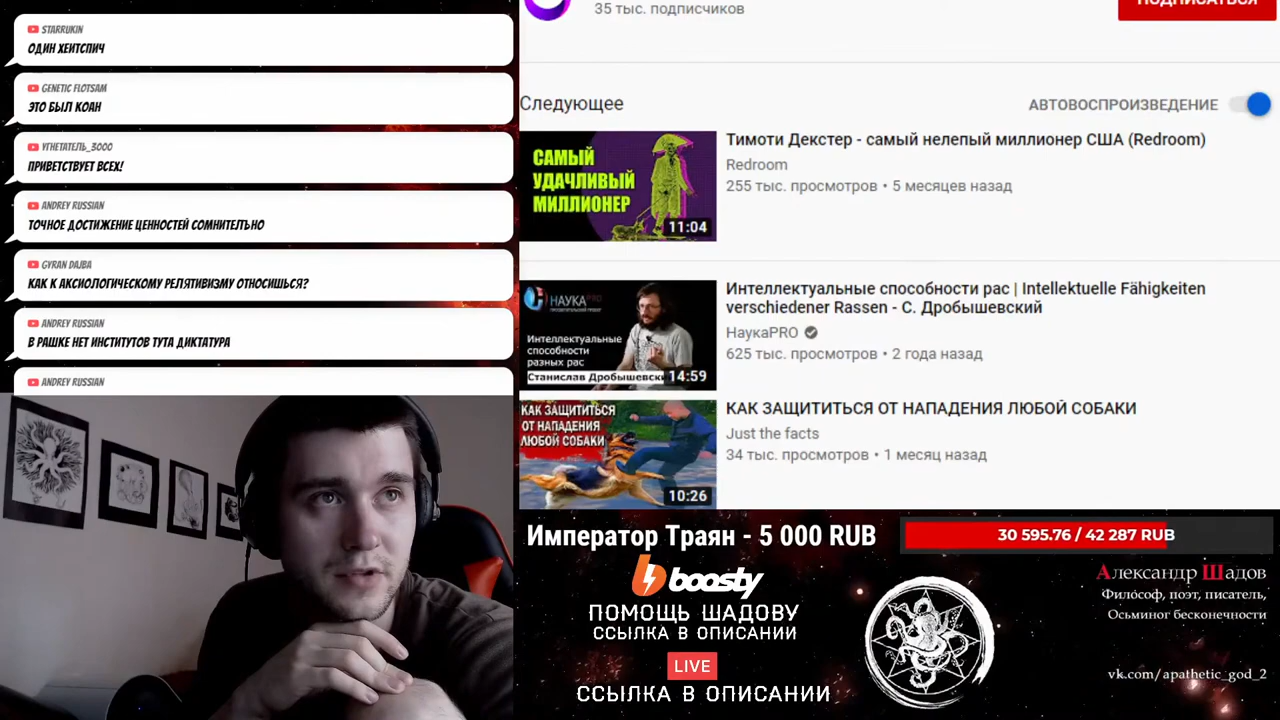 STARRUKIN
ОДИН ХЕЙТСПИЧ
GENETIC FLOTSAM
ЭТО БЫЛ КОАН
УГНЕТАТЕЛЬ_3000
ПРИВЕТСТВУЕТ ВСЕХ!
ANDREY RUSSIAN
ТОЧНОЕ ДОСТИЖЕНИЕ ЦЕННОСТЕЙ СОМНИТЕЛЬНО
GYRAN DAJBA
КАК К АКСИОЛОГИЧЕСКОМУ РЕЛЯТИВИЗМУ ОТНОСИШЬСЯ?
ANDREY RUSSIAN
В РАШКЕ НЕТ ИНСТИТУТОВ ТУТА ДИКТАТУРА
ANDREY RUSSIAN
35 тыс. подписчиков
ПОДПИСАТЬСЯ
Следующее
АВТОВОСПРОИЗВЕДЕНИЕ
САМЫЙ
УДАЧЛИВЫЙ
МИЛЛИОНЕР
11:04
Тимоти Декстер - самый нелепый миллионер США (Redroom)
Redroom
255 тыс. просмотров • 5 месяцев назад
НАУКА PRO
Интеллектуальные
способности
разных рас
Станислав Дробышевски
14:59
Интеллектуальные способности рас | Intellektuelle Fähigkeiten
verschiedener Rassen - С. Дробышевский
НаукаPRO
625 тыс. просмотров • 2 года назад
КАК ЗАЩИТИТЬСЯ
ОТ НАПАДЕНИЯ
ЛЮБОЙ СОБАКИ
10:26
КАК ЗАЩИТИТЬСЯ ОТ НАПАДЕНИЯ ЛЮБОЙ СОБАКИ
Just the facts
34 тыс. просмотров • 1 месяц назад
Император Траян - 5 000 RUB
30 595.76 / 42 287 RUB
boosty
ПОМОЩЬ ШАДОВУ
ССЫЛКА В ОПИСАНИИ
LIVE
ССЫЛКА В ОПИСАНИИ
Александр Шадов
Философ, поэт, писатель,
Осьминог бесконечности
vk.com/apathetic_god_2